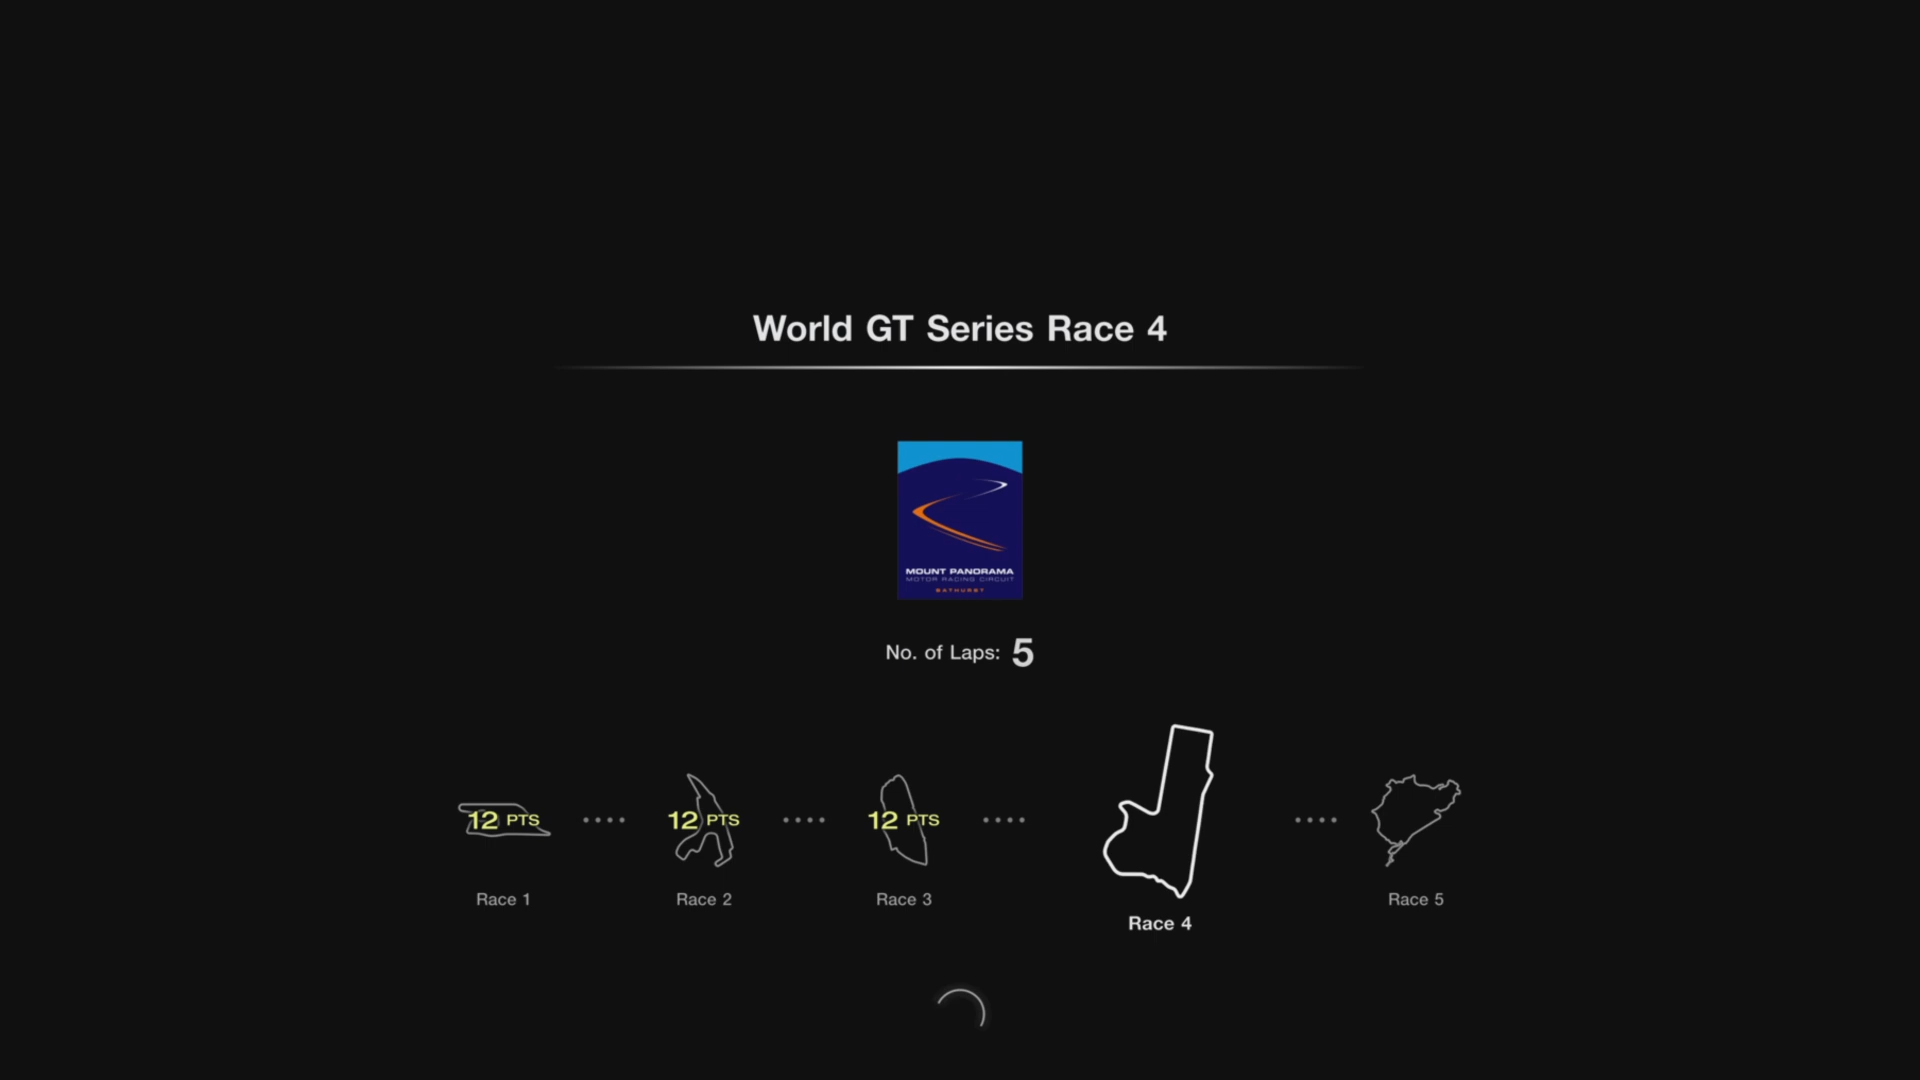 World GT Series Race 4
MOUNT PANORAMA
MOTOR RACING CIRCUIT
BATHURST
No. of Laps: 5
12 PTS
12 PTS
12 PTS
Race 1
Race 2
Race 3
Race 4
Race 5